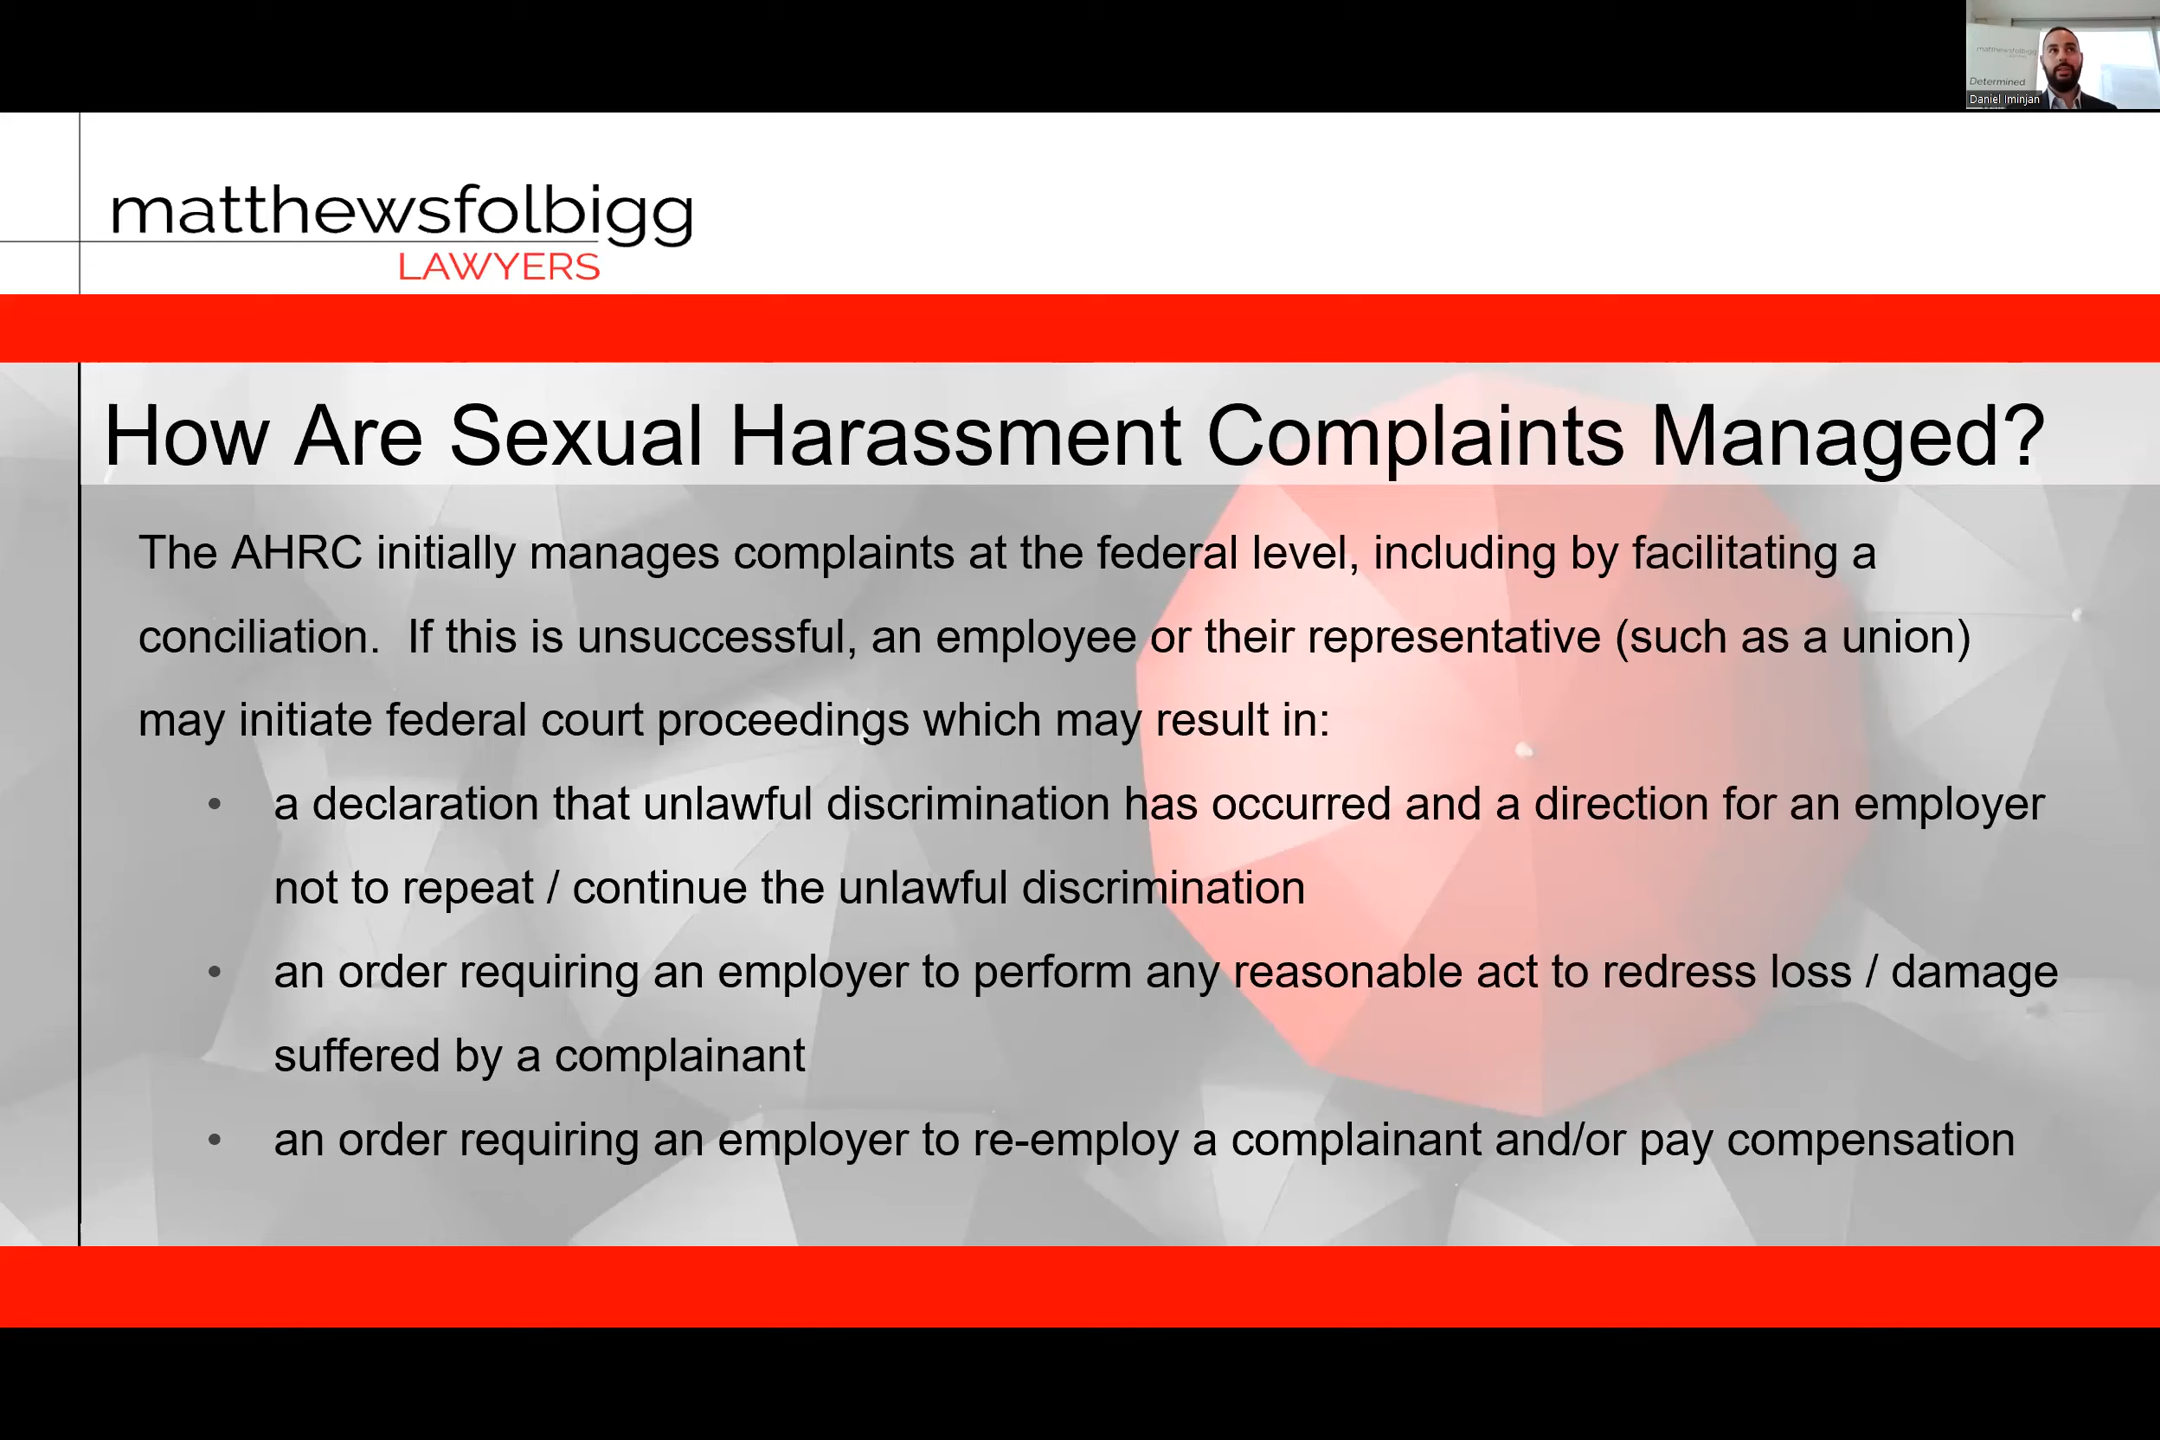 matthewsfolbigg
Determined
Daniel Iminjan
matthewsfolbigg
LAWYERS
How Are Sexual Harassment Complaints Managed?
The AHRC initially manages complaints at the federal level, including by facilitating a
conciliation.  If this is unsuccessful, an employee or their representative (such as a union)
may initiate federal court proceedings which may result in:
• a declaration that unlawful discrimination has occurred and a direction for an employer
not to repeat / continue the unlawful discrimination
• an order requiring an employer to perform any reasonable act to redress loss / damage
suffered by a complainant
• an order requiring an employer to re-employ a complainant and/or pay compensation